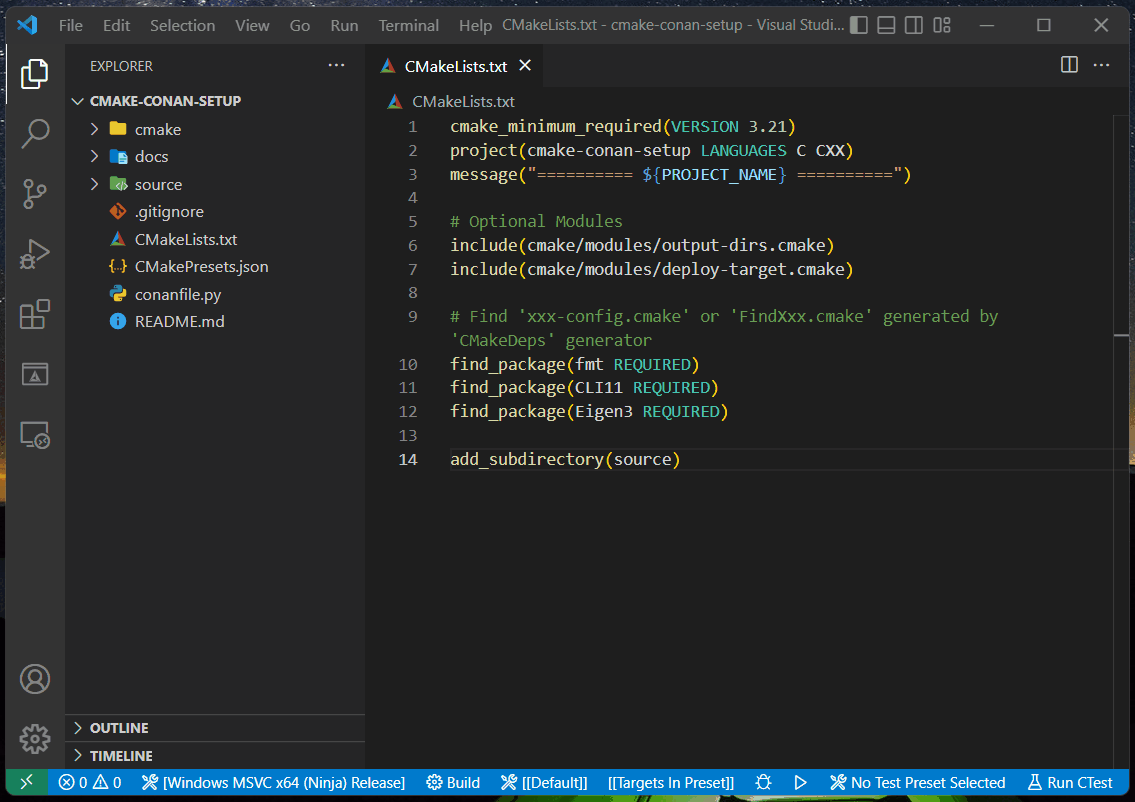 File Edit Selection View Go Run Terminal Help CMakeLists.txt - cmake-conan-setup - Visual Studi...
EXPLORER
CMAKE-CONAN-SETUP
cmake
docs
source
.gitignore
CMakeLists.txt
CMakePresets.json
conanfile.py
README.md
OUTLINE
TIMELINE
CMakeLists.txt
CMakeLists.txt
1 cmake_minimum_required(VERSION 3.21)
2 project(cmake-conan-setup LANGUAGES C CXX)
3 message("========== ${PROJECT_NAME} ==========")
4
5 # Optional Modules
6 include(cmake/modules/output-dirs.cmake)
7 include(cmake/modules/deploy-target.cmake)
8
9 # Find 'xxx-config.cmake' or 'FindXxx.cmake' generated by
'CMakeDeps' generator
10 find_package(fmt REQUIRED)
11 find_package(CLI11 REQUIRED)
12 find_package(Eigen3 REQUIRED)
13
14 add_subdirectory(source)
0 0 [Windows MSVC x64 (Ninja) Release] Build [[Default]] [[Targets In Preset]] No Test Preset Selected Run CTest